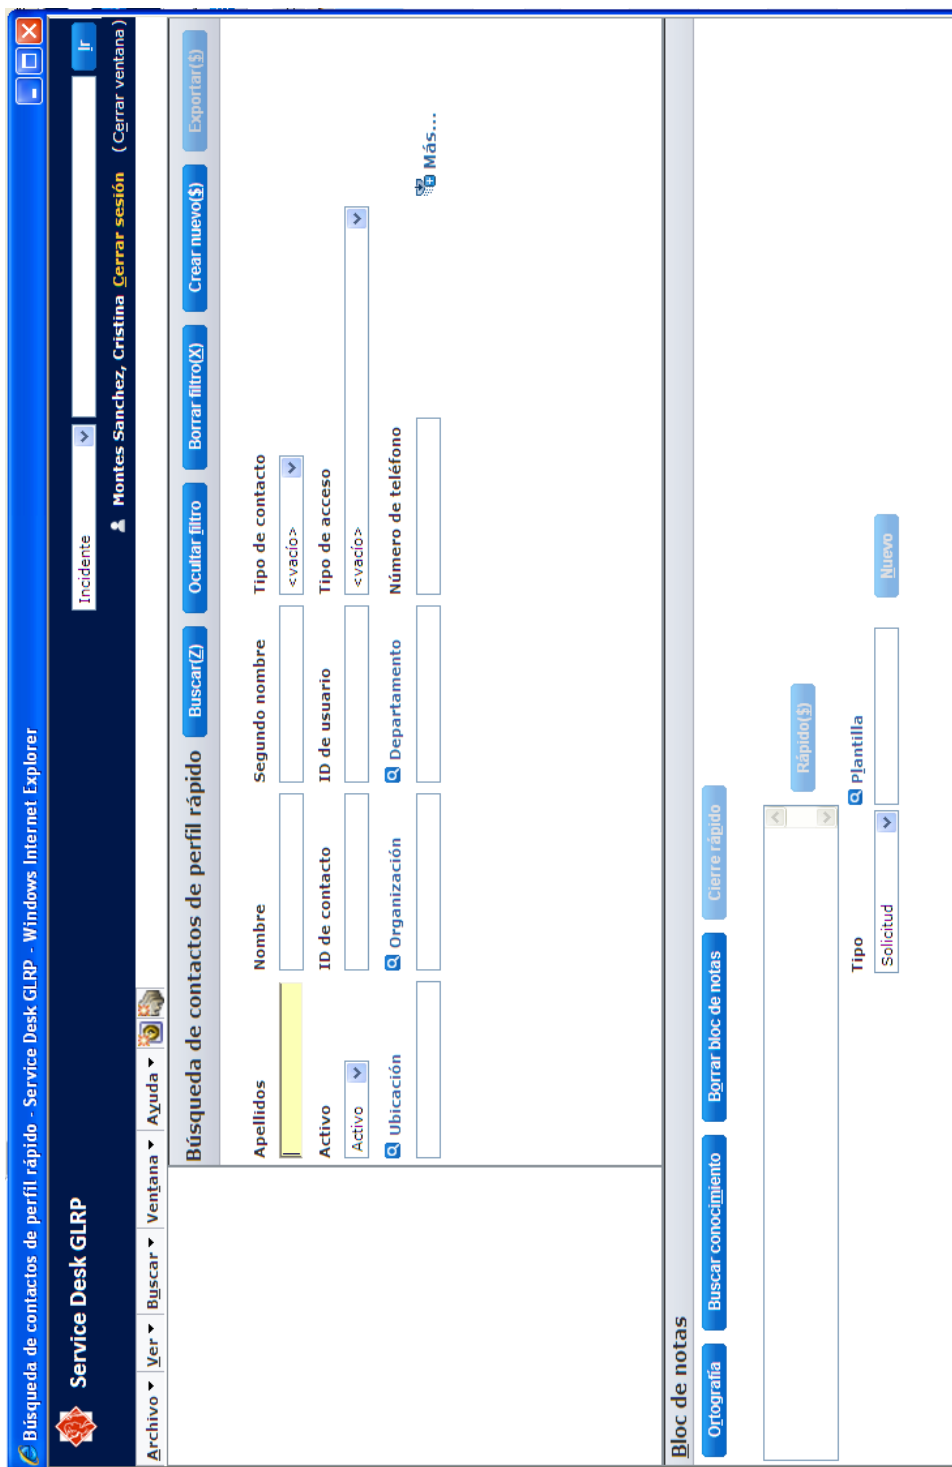 Búsqueda de contactos de perfil rápido - Service Desk GLRP - Windows Internet Explorer
Service Desk GLRP
Incidente
Ir
Montes Sanchez, Cristina Cerrar sesión (Cerrar ventana)
Archivo Ver Buscar Ventana Ayuda
Búsqueda de contactos de perfil rápido Buscar(Z) Ocultar filtro Borrar filtro(X) Crear nuevo($) Exportar($)
Apellidos Nombre Segundo nombre Tipo de contacto
<vacío>
Activo ID de contacto ID de usuario Tipo de acceso
Activo <vacío>
Ubicación Organización Departamento Número de teléfono
Más...
Bloc de notas
Ortografía Buscar conocimiento Borrar bloc de notas Cierre rápido
Rápido($)
Tipo Plantilla
Solicitud Nuevo